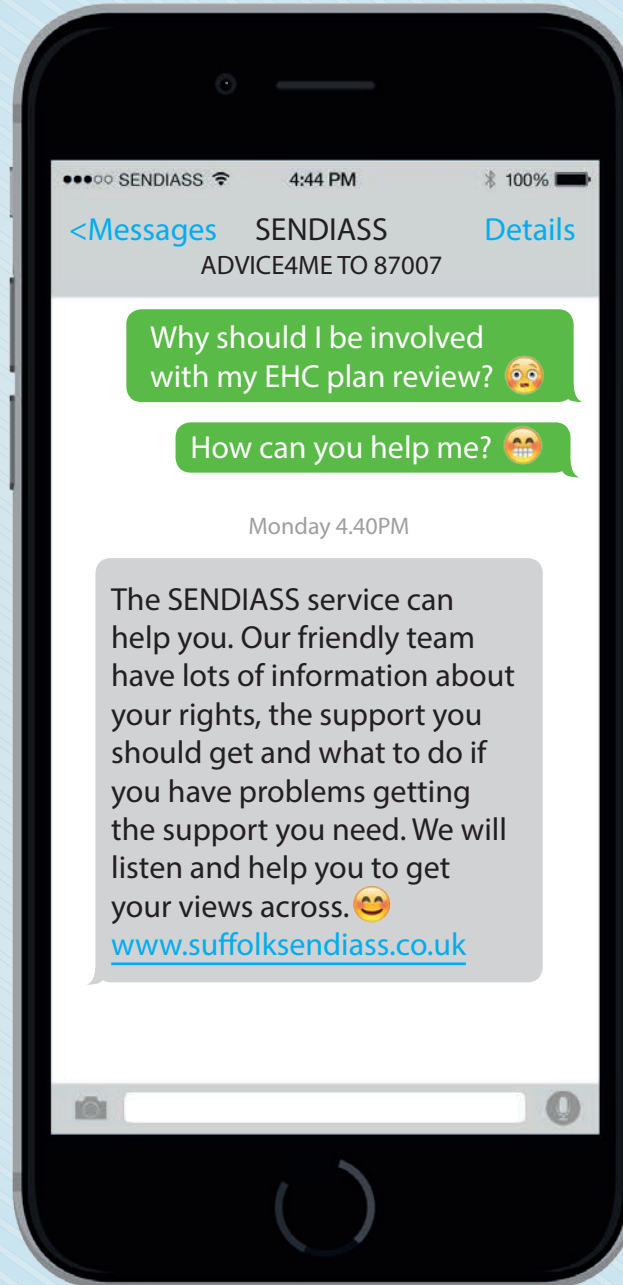 SENDIASS 4:44 PM 100%
<Messages SENDIASS Details
ADVICE4ME TO 87007
Why should I be involved
with my EHC plan review? 😳
How can you help me? 😁
Monday 4.40PM
The SENDIASS service can
help you. Our friendly team
have lots of information about
your rights, the support you
should get and what to do if
you have problems getting
the support you need. We will
listen and help you to get
your views across. 😊
www.suffolksendiass.co.uk